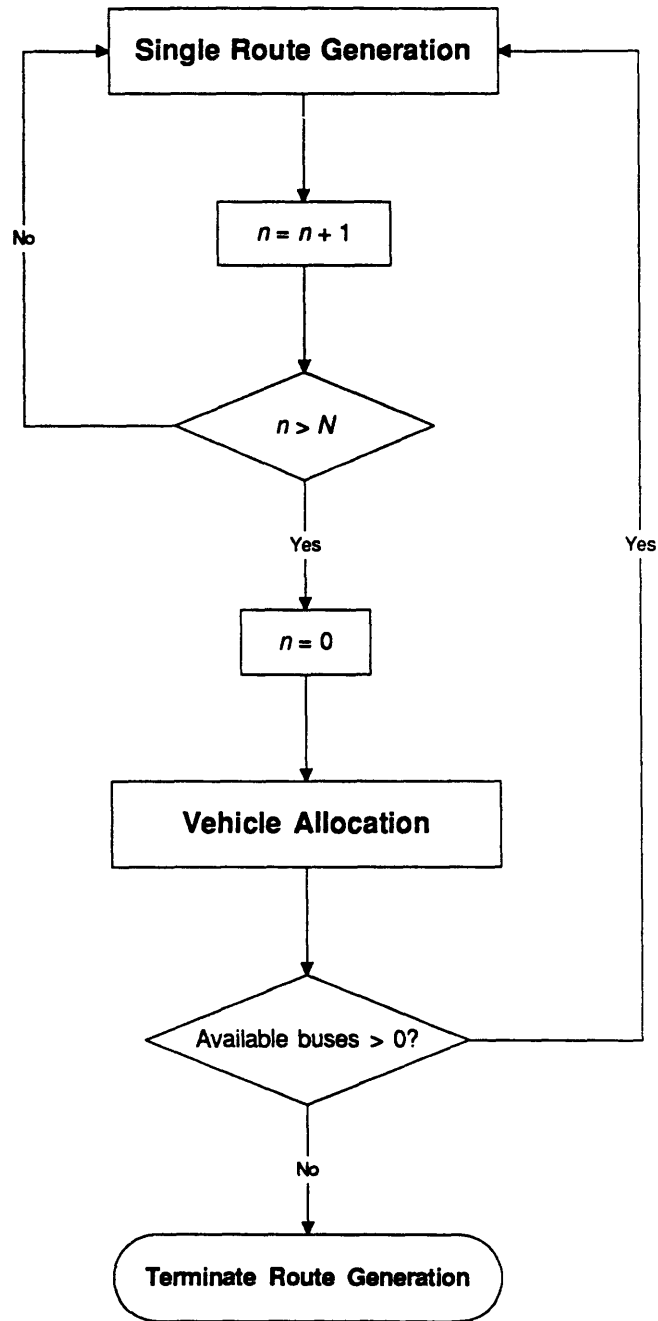 Single Route Generation
n = n + 1
No
n > N
Yes
Yes
n = 0
Vehicle Allocation
Available buses > 0?
No
Terminate Route Generation